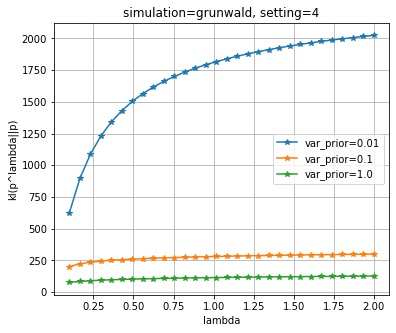 simulation=grunwald, setting=4
kl(p^lambda||p)
2000
1750
1500
1250
1000
750
500
250
0
var_prior=0.01
var_prior=0.1
var_prior=1.0
0.25 0.50 0.75 1.00 1.25 1.50 1.75 2.00
lambda